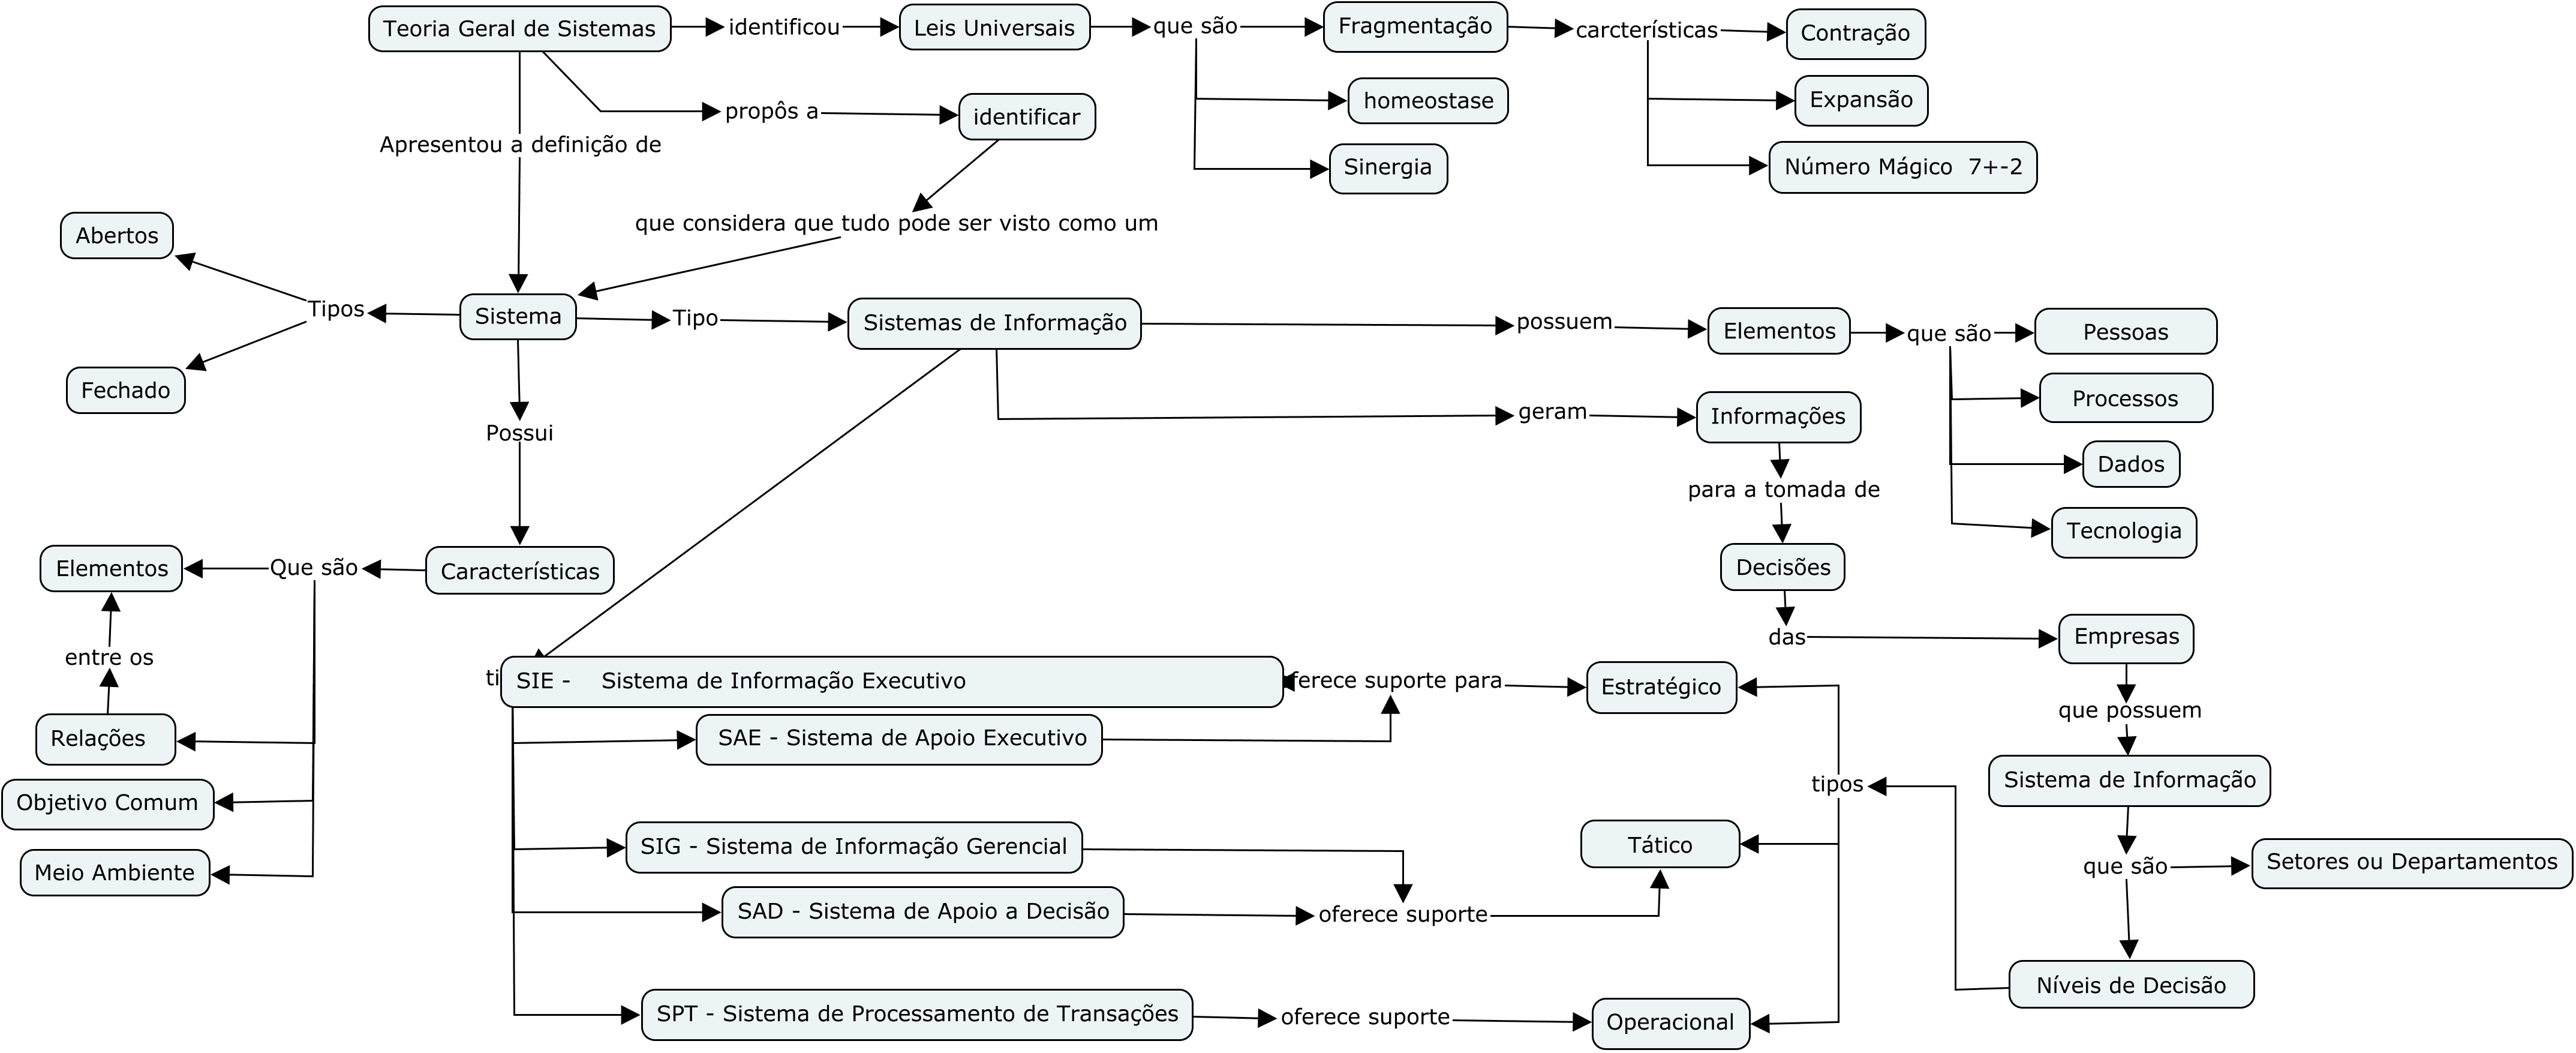 Teoria Geral de Sistemas
identificou
Leis Universais
que são
Fragmentação
carcterísticas
Contração
homeostase
Expansão
propôs a
identificar
Apresentou a definição de
Sinergia
Número Mágico  7+-2
que considera que tudo pode ser visto como um
Abertos
Tipos
Sistema
Tipo
Sistemas de Informação
possuem
Elementos
que são
Pessoas
Fechado
Processos
geram
Informações
Possui
Dados
para a tomada de
Tecnologia
Elementos
Que são
Características
Decisões
das
Empresas
entre os
ti
SIE -    Sistema de Informação Executivo
ferece suporte para
Estratégico
que possuem
Relações
SAE - Sistema de Apoio Executivo
tipos
Sistema de Informação
Objetivo Comum
SIG - Sistema de Informação Gerencial
Tático
que são
Setores ou Departamentos
Meio Ambiente
SAD - Sistema de Apoio a Decisão
oferece suporte
Níveis de Decisão
SPT - Sistema de Processamento de Transações
oferece suporte
Operacional